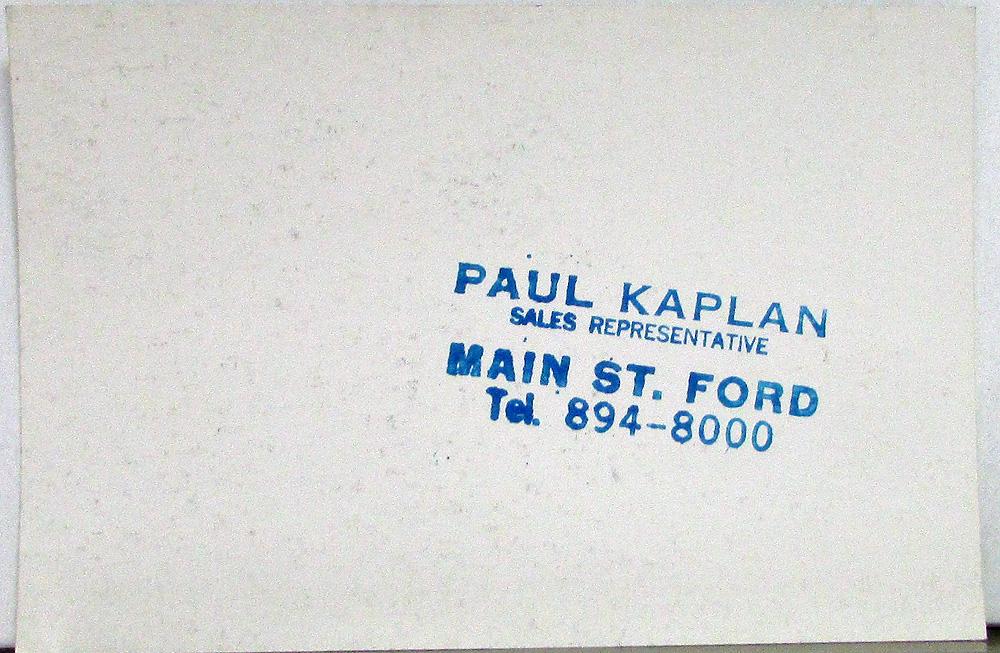 PAUL KAPLAN
SALES REPRESENTATIVE
MAIN ST. FORD
Tel. 894-8000